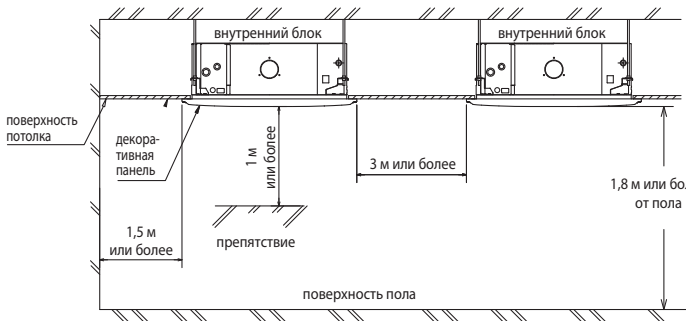 внутренний блок
внутренний блок
поверхность
потолка
декора-
тивная
панель
1 м
или более
3 м или более
1,8 м или бо
от пола
1,5 м
или более
препятствие
поверхность пола